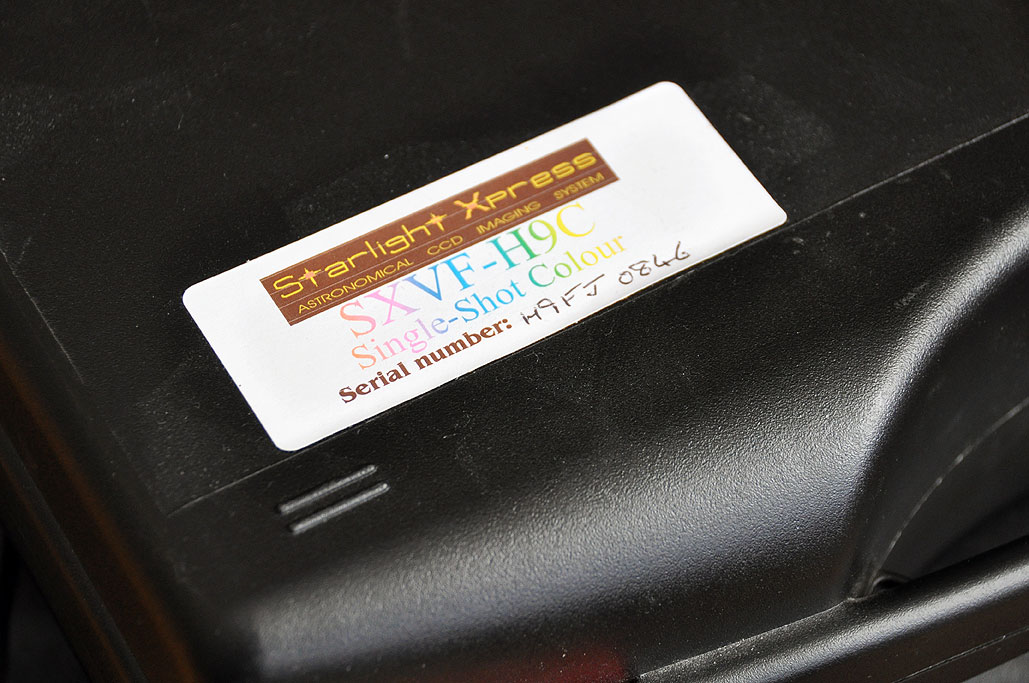 Starlight Xpress
ASTRONOMICAL CCD IMAGING SYSTEM
SXVF-H9C
Single-Shot Colour
Serial number: H9FJ 0846